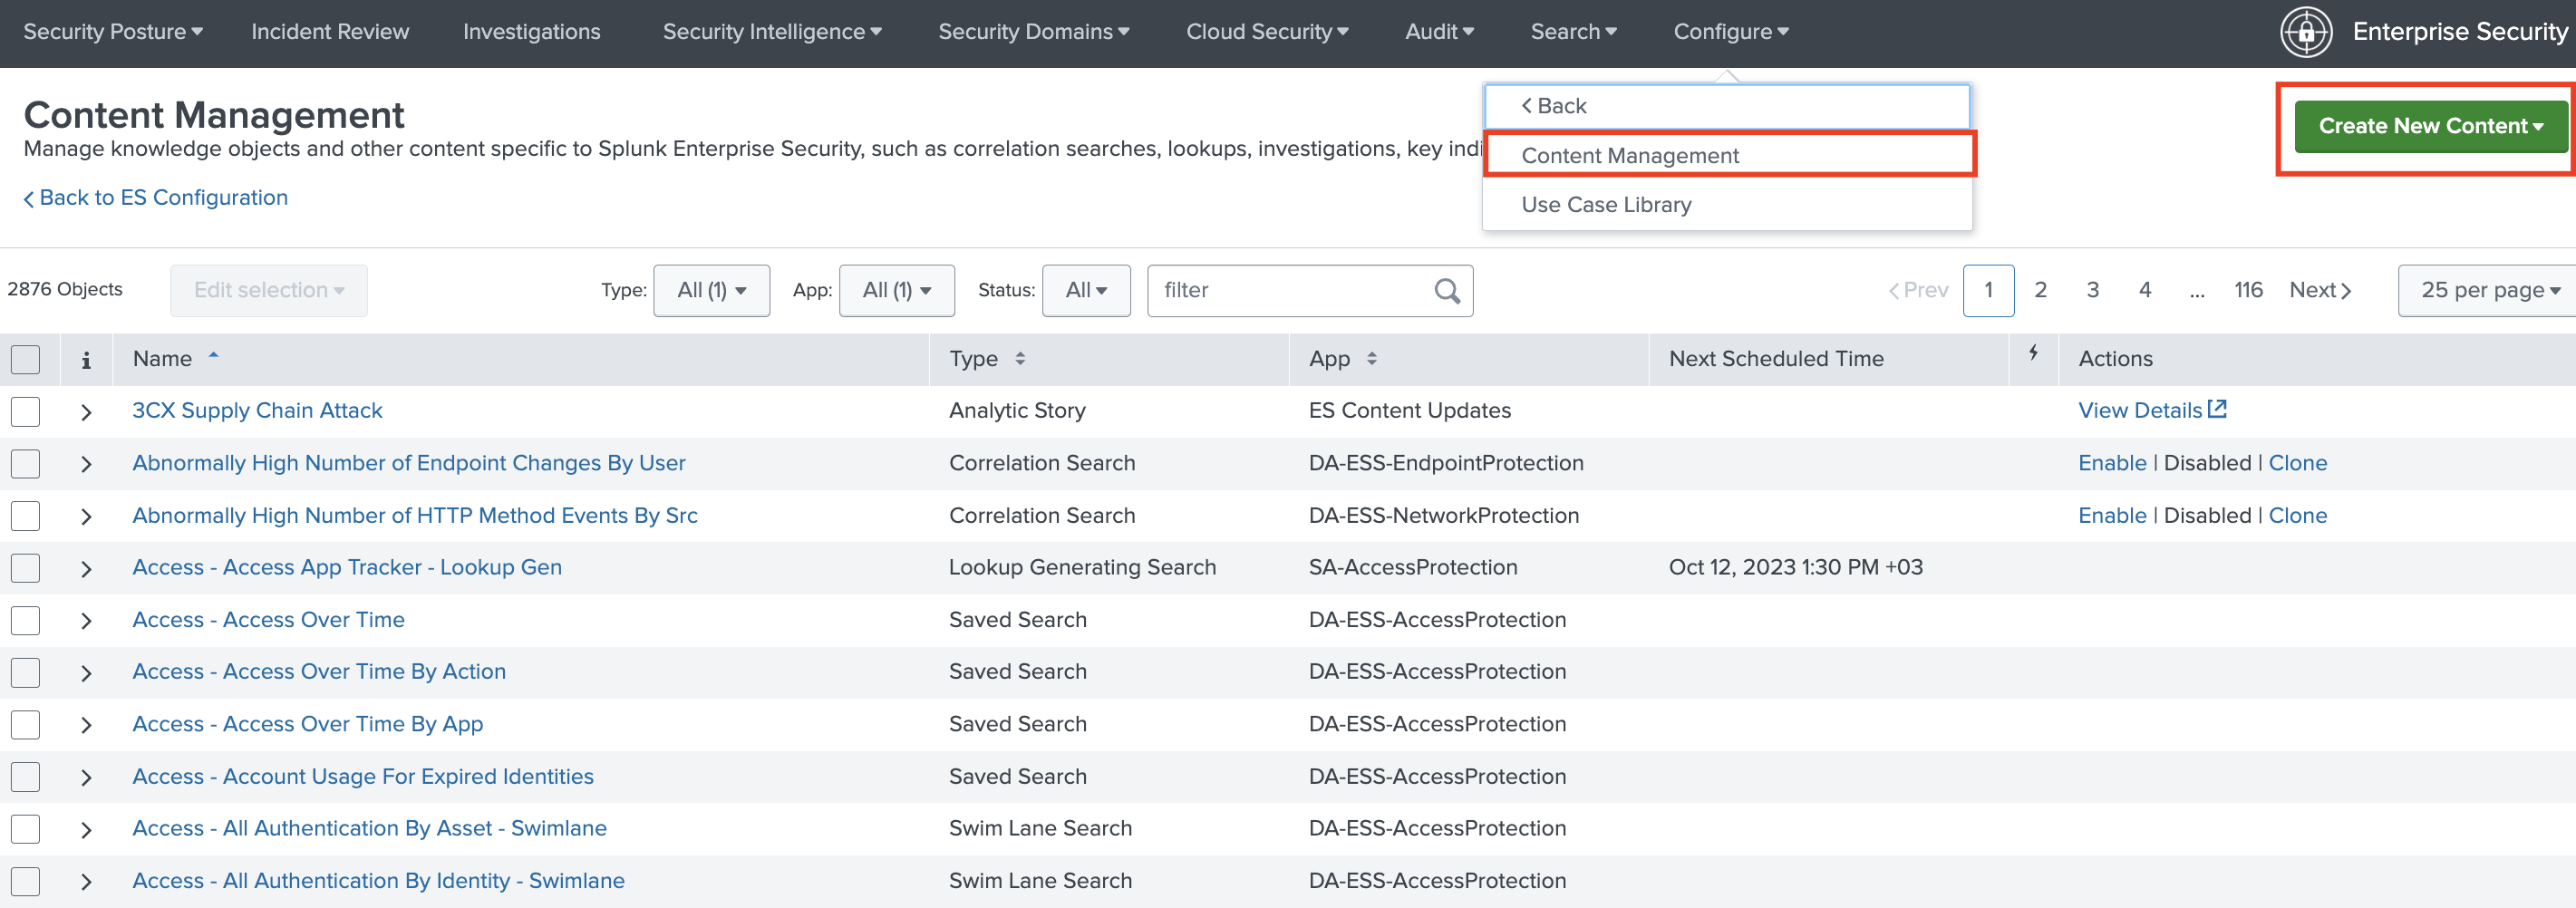 Security Posture Incident Review Investigations Security Intelligence Security Domains Cloud Security Audit Search Configure Enterprise Security
Content Management
Manage knowledge objects and other content specific to Splunk Enterprise Security, such as correlation searches, lookups, investigations, key indi
Back to ES Configuration
Back
Content Management
Use Case Library
Create New Content
2876 Objects Edit selection Type: All (1) App: All (1) Status: All filter Prev 1 2 3 4 ... 116 Next 25 per page
i Name Type App Next Scheduled Time Actions
3CX Supply Chain Attack Analytic Story ES Content Updates View Details
Abnormally High Number of Endpoint Changes By User Correlation Search DA-ESS-EndpointProtection Enable | Disabled | Clone
Abnormally High Number of HTTP Method Events By Src Correlation Search DA-ESS-NetworkProtection Enable | Disabled | Clone
Access - Access App Tracker - Lookup Gen Lookup Generating Search SA-AccessProtection Oct 12, 2023 1:30 PM +03
Access - Access Over Time Saved Search DA-ESS-AccessProtection
Access - Access Over Time By Action Saved Search DA-ESS-AccessProtection
Access - Access Over Time By App Saved Search DA-ESS-AccessProtection
Access - Account Usage For Expired Identities Saved Search DA-ESS-AccessProtection
Access - All Authentication By Asset - Swimlane Swim Lane Search DA-ESS-AccessProtection
Access - All Authentication By Identity - Swimlane Swim Lane Search DA-ESS-AccessProtection